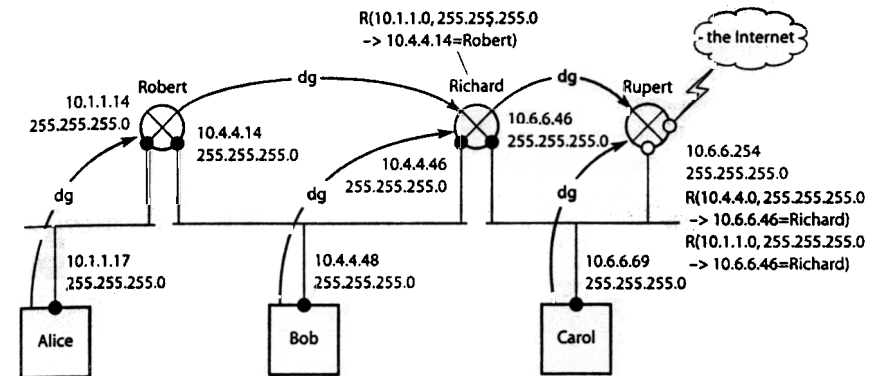 R(10.1.1.0, 255.25$.255.0
-> 10.4.4.14=Robert)
- the Internet -
dg
Robert
Richard
dg
Rupert
10.1.1.14
255.255.255.0
10.4.4.14
255.255.255.0
10.6.6.46
255.255.255.0
10.4.4.46
255.255.255.0
10.6.6.254
255.255.255.0
R(10.4.4.0, 255.255.255.0
-> 10.6.6.46=Richard)
R(10.1.1.0, 255.255.255.0
-> 10.6.6.46=Richard)
dg
dg
dg
10.1.1.17
255.255.255.0
10.4.4.48
255.255.255.0
10.6.6.69
255.255.255.0
Alice
Bob
Carol